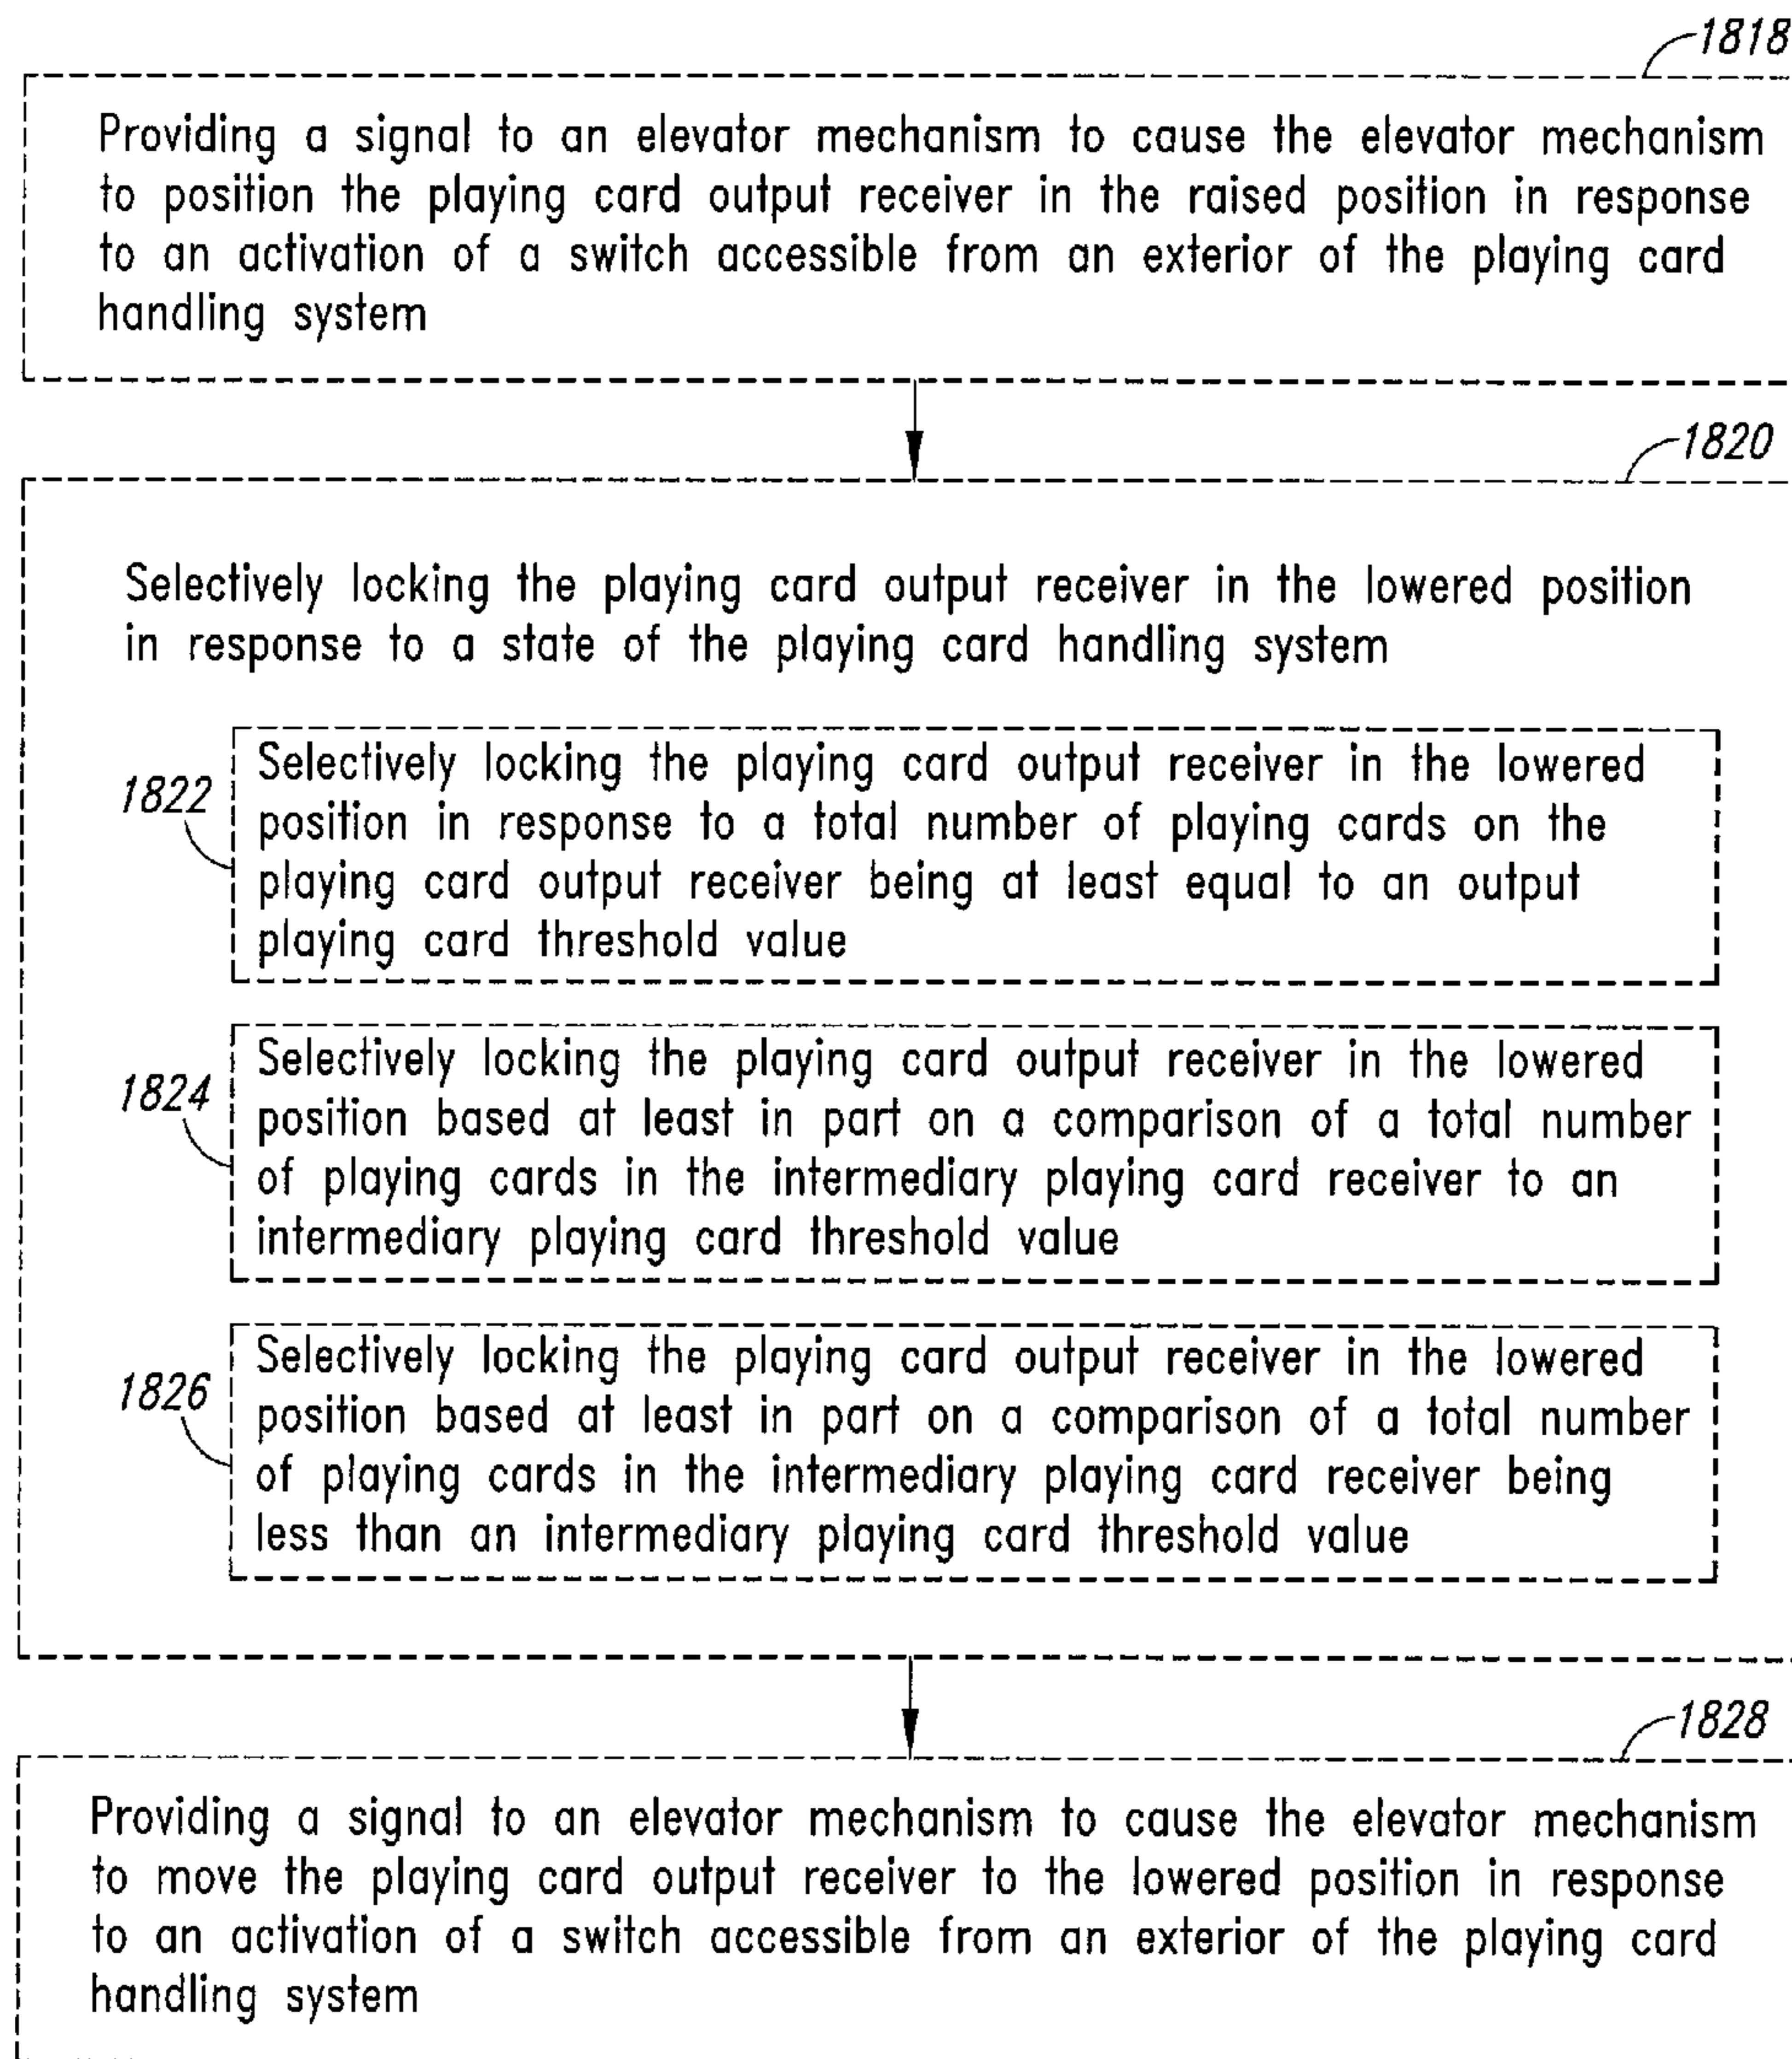 1818
Providing a signal to an elevator mechanism to cause the elevator mechanism
to position the playing card output receiver in the raised position in response
to an activation of a switch accessible from an exterior of the playing card
handling system
1820
Selectively locking the playing card output receiver in the lowered position
in response to a state of the playing card handling system
1822
Selectively locking the playing card output receiver in the lowered
position in response to a total number of playing cards on the
playing card output receiver being at least equal to an output
playing card threshold value
1824
Selectively locking the playing card output receiver in the lowered
position based at least in part on a comparison of a total number
of playing cards in the intermediary playing card receiver to an
intermediary playing card threshold value
1826
Selectively locking the playing card output receiver in the lowered
position based at least in part on a comparison of a total number
of playing cards in the intermediary playing card receiver being
less than an intermediary playing card threshold value
1828
Providing a signal to an elevator mechanism to cause the elevator mechanism
to move the playing card output receiver to the lowered position in response
to an activation of a switch accessible from an exterior of the playing card
handling system